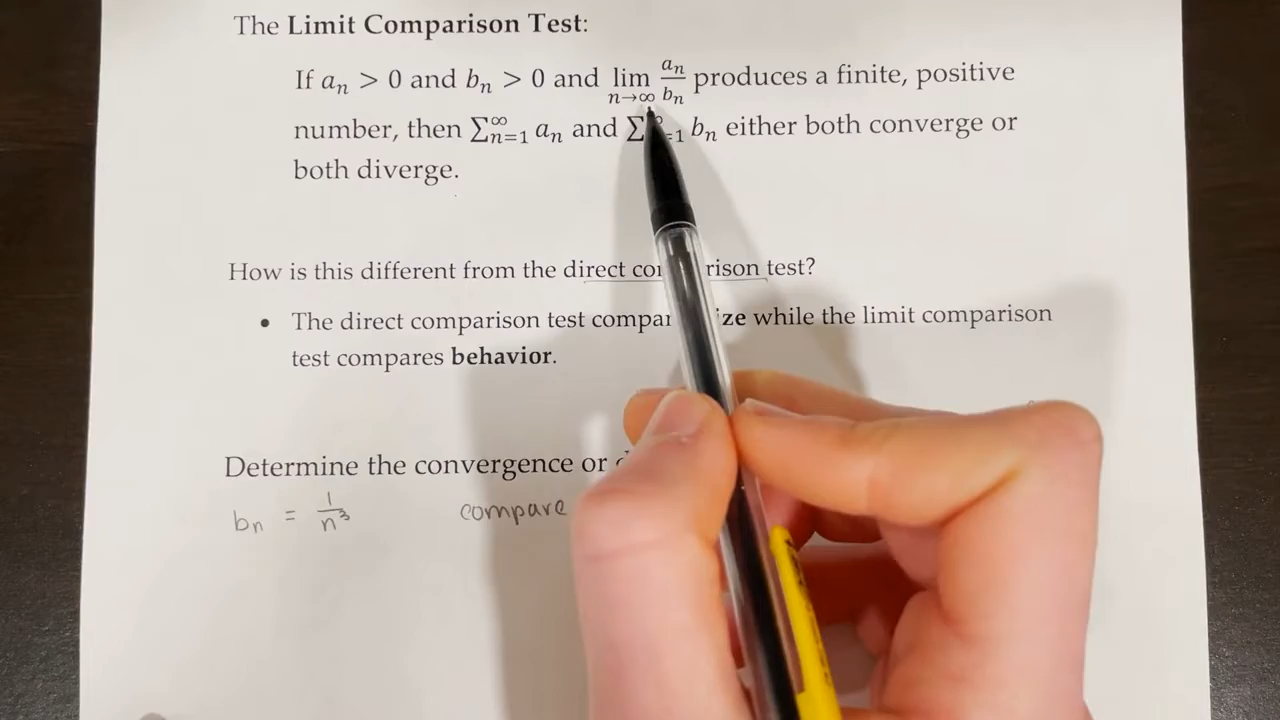 The Limit Comparison Test:
If aₙ > 0 and bₙ > 0 and lim n→∞ aₙ/bₙ produces a finite, positive
number, then ∑ₙ₌₁^∞ aₙ and ∑ ₌₁ bₙ either both converge or
both diverge.
How is this different from the direct test?
• The direct comparison test while the limit comparison
test compares behavior.
Determine the convergence or
bₙ = 1/n³ compare